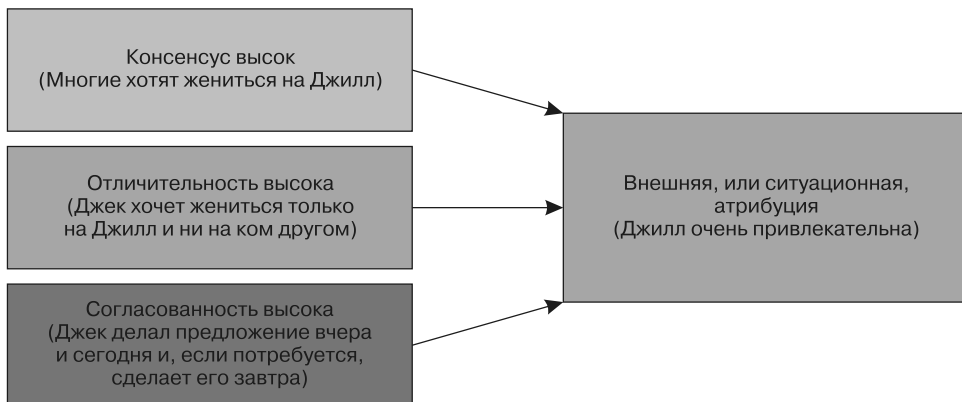 Консенсус высок
(Многие хотят жениться на Джилл)
Отличительность высока
(Джек хочет жениться только
на Джилл и ни на ком другом)
Согласованность высока
(Джек делал предложение вчера
и сегодня и, если потребуется,
сделает его завтра)
Внешняя, или ситуационная,
атрибуция
(Джилл очень привлекательна)